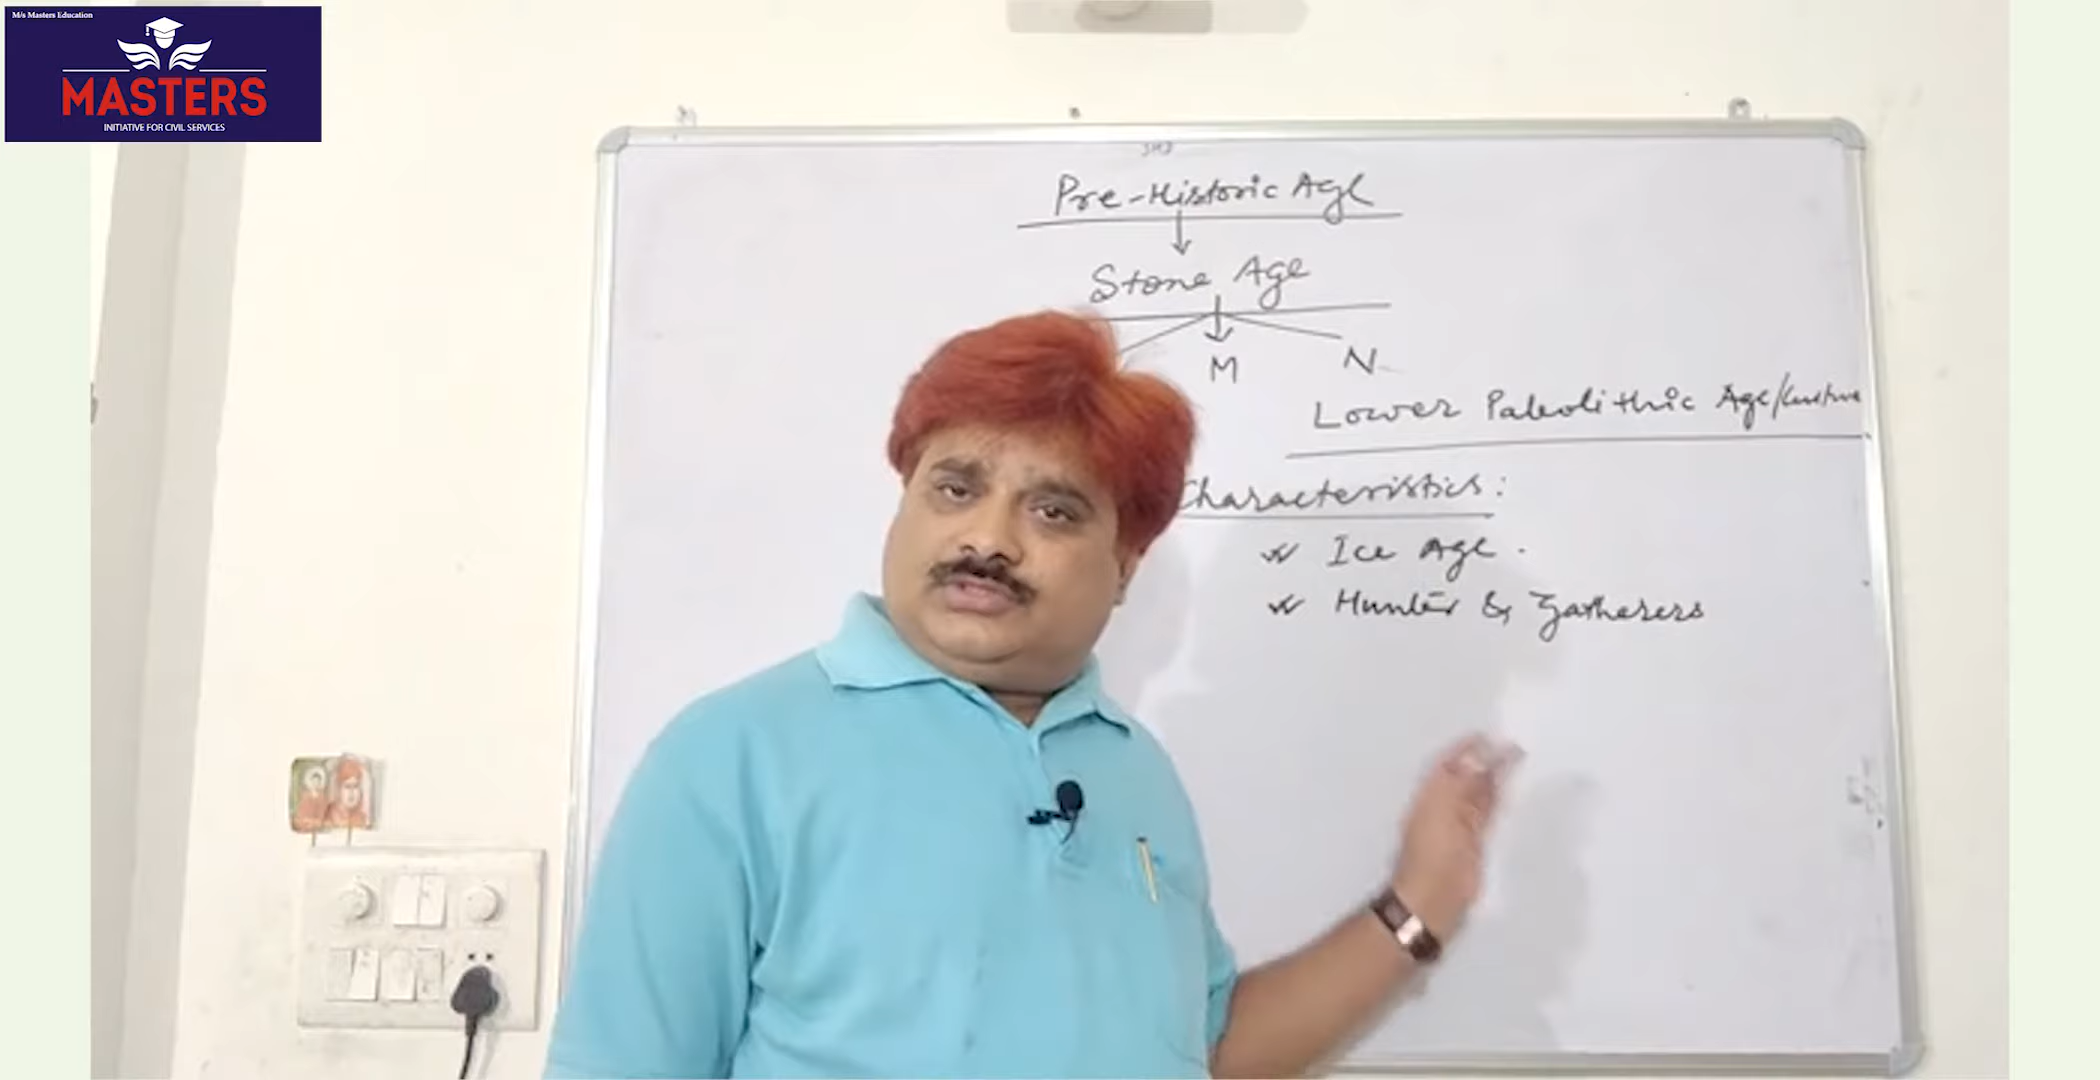 M/s Masters Education
MASTERS
INITIATIVE FOR CIVIL SERVICES
Pre-Historic Age
Stone Age
M
N
Lower Paleolithic Age/
Characteristics:
Ice Age.
Hunter & gatherers